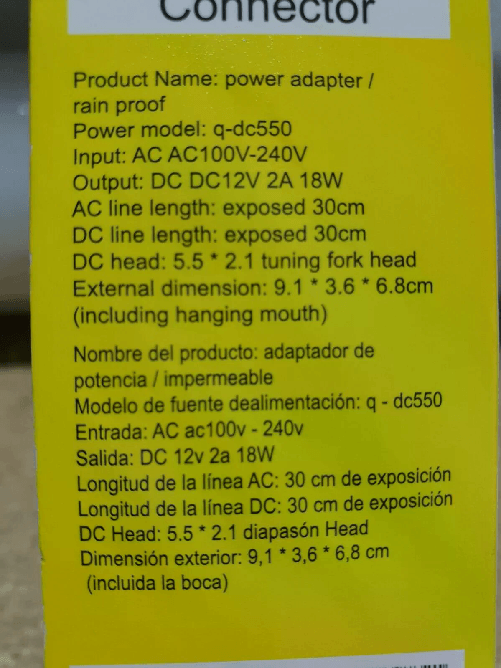 Connector
Product Name: power adapter /
rain proof
Power model: q-dc550
Input: AC AC100V-240V
Output: DC DC12V 2A 18W
AC line length: exposed 30cm
DC line length: exposed 30cm
DC head: 5.5 * 2.1 tuning fork head
External dimension: 9.1 * 3.6 * 6.8cm
(including hanging mouth)
Nombre del producto: adaptador de
potencia / impermeable
Modelo de fuente dealimentación: q - dc550
Entrada: AC ac100v - 240v
Salida: DC 12v 2a 18W
Longitud de la línea AC: 30 cm de exposición
Longitud de la línea DC: 30 cm de exposición
DC Head: 5.5 * 2.1 diapasón Head
Dimensión exterior: 9,1 * 3,6 * 6,8 cm
(incluida la boca)